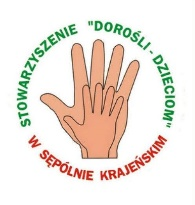 STOWARZYSZENIE "DOROŚLI - DZIECIOM"
W SĘPÓLNIE KRAJEŃSKIM